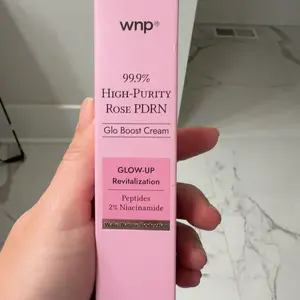 wnp®
99.9%
High-Purity
Rose PDRN
Glo Boost Cream
GLOW-UP
Revitalization
Peptides
2% Niacinamide